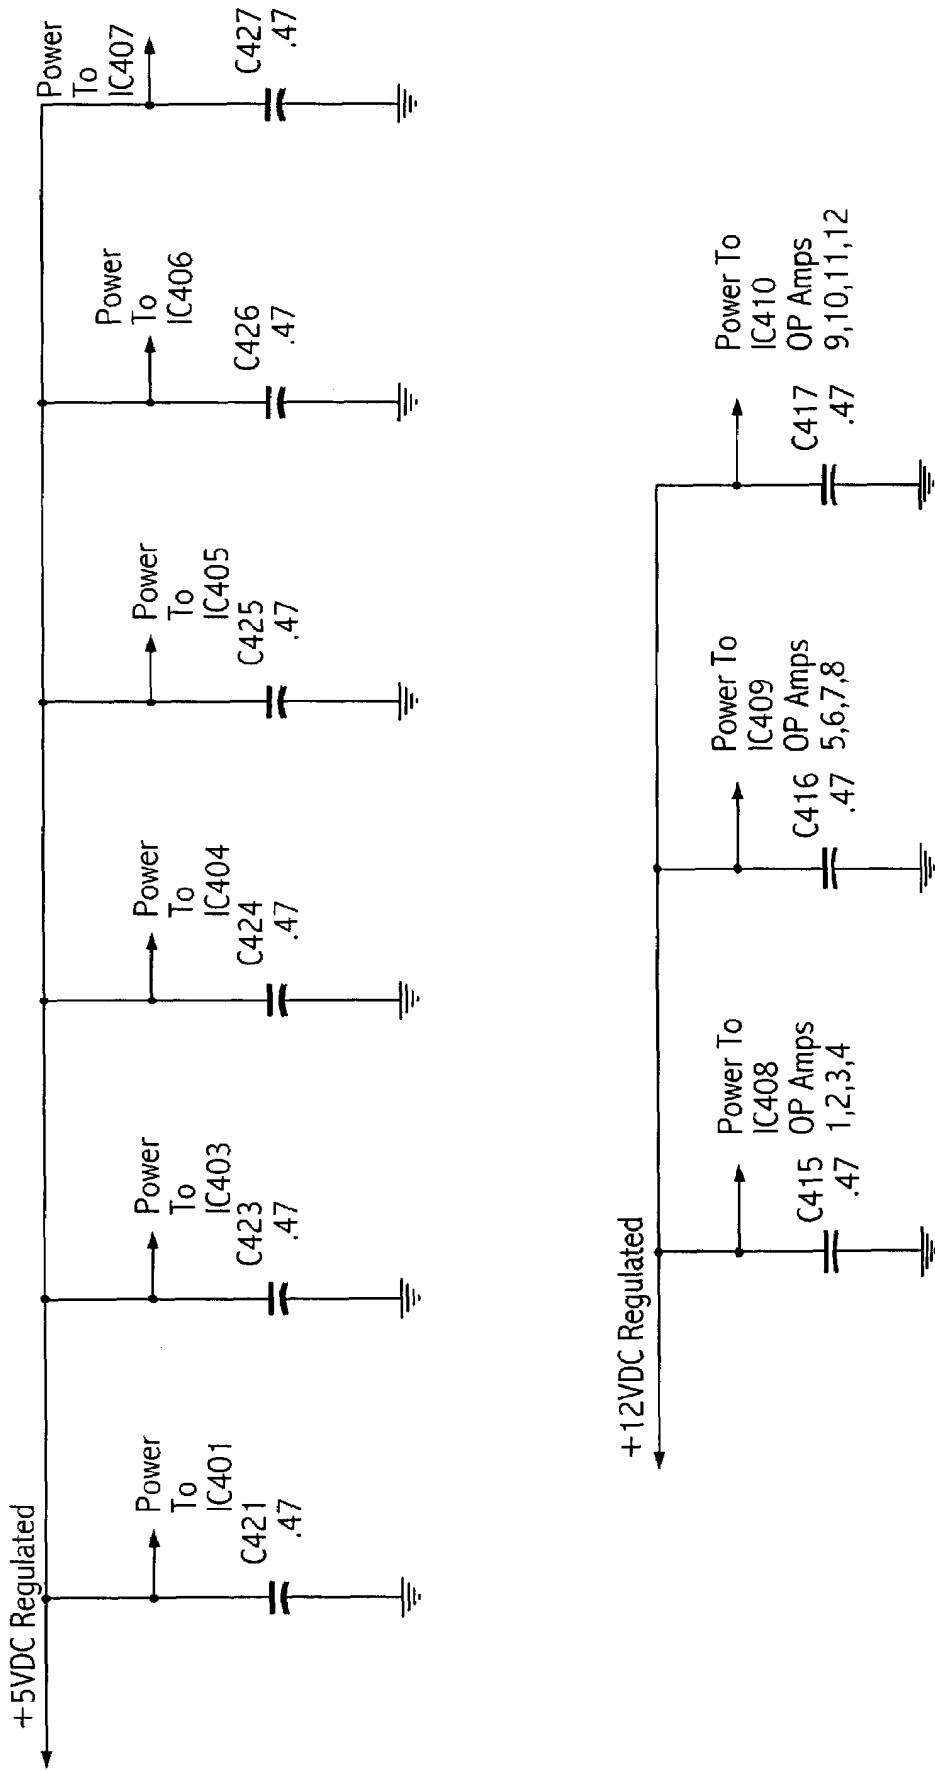 +5VDC Regulated
Power
To
IC401
C421
.47
Power
To
IC403
C423
.47
Power
To
IC404
C424
.47
Power
To
IC405
C425
.47
Power
To
IC406
C426
.47
Power
To
IC407
C427
.47
+12VDC Regulated
Power To
IC408
OP Amps
1,2,3,4
C415
.47
Power To
IC409
OP Amps
5,6,7,8
C416
.47
Power To
IC410
OP Amps
9,10,11,12
C417
.47